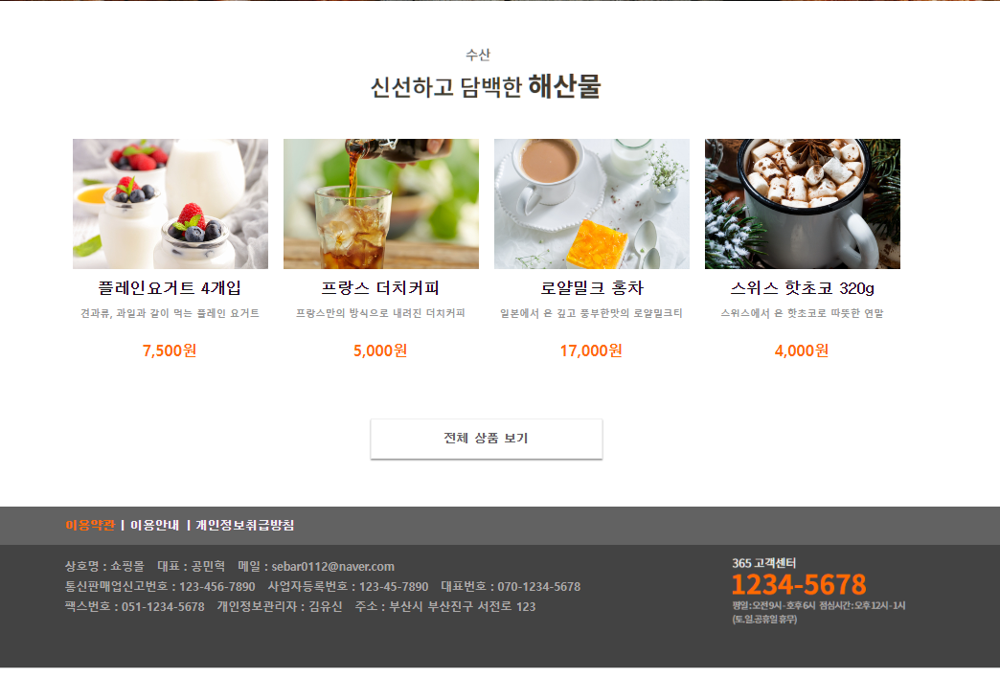 수산
신선하고 담백한 해산물
플레인요거트 4개입
견과류, 과일과 같이 먹는 플레인 요거트
7,500원
프랑스 더치커피
프랑스만의 방식으로 내려진 더치커피
5,000원
로얄밀크 홍차
일본에서 온 깊고 풍부한맛의 로얄밀크티
17,000원
스위스 핫초코 320g
스위스에서 온 핫초코로 따뜻한 연말
4,000원
전체 상품 보기
이용약관 | 이용안내 | 개인정보취급방침
상호명 : 쇼핑몰 대표 : 공민혁 메일 : sebar0112@naver.com
통신판매업신고번호 : 123-456-7890 사업자등록번호 : 123-45-7890 대표번호 : 070-1234-5678
팩스번호 : 051-1234-5678 개인정보관리자 : 김유신 주소 : 부산시 부산진구 서전로 123
365 고객센터
1234-5678
평일 : 오전 9시 - 호후 6시 점심시간 : 오후 12시 - 1시
(토.일.공휴일 휴무)